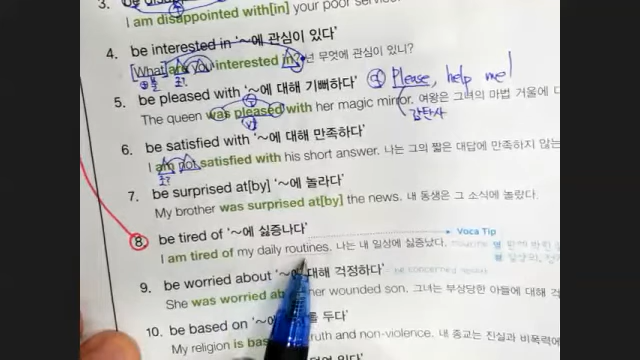 3. be disappointed
I am disappointed with[in] your poor service
4. be interested in '~에 관심이 있다'
What are you interested in? 넌 무엇에 관심이 있니?
5. be pleased with '~에 대해 기뻐하다' Please, help me!
The queen was pleased with her magic mirror. 여왕은 그녀의 마법 거울에 대
감탄사
6. be satisfied with '~에 대해 만족하다'
I am not satisfied with his short answer. 나는 그의 짧은 대답에 만족하지 않는
7. be surprised at[by] '~에 놀라다'
My brother was surprised at[by] the news. 내 동생은 그 소식에 놀랐다.
8. be tired of '~에 싫증나다' Voca Tip
I am tired of my daily routines. 나는 내 일상에 싫증났다.
9. be worried about '~에 대해 걱정하다' be concerned about
She was worried about her wounded son. 그녀는 부상당한 아들에 대해 걱
10. be based on '~에 를 두다'
My religion is based truth and non-violence. 내 종교는 진실과 비폭력에